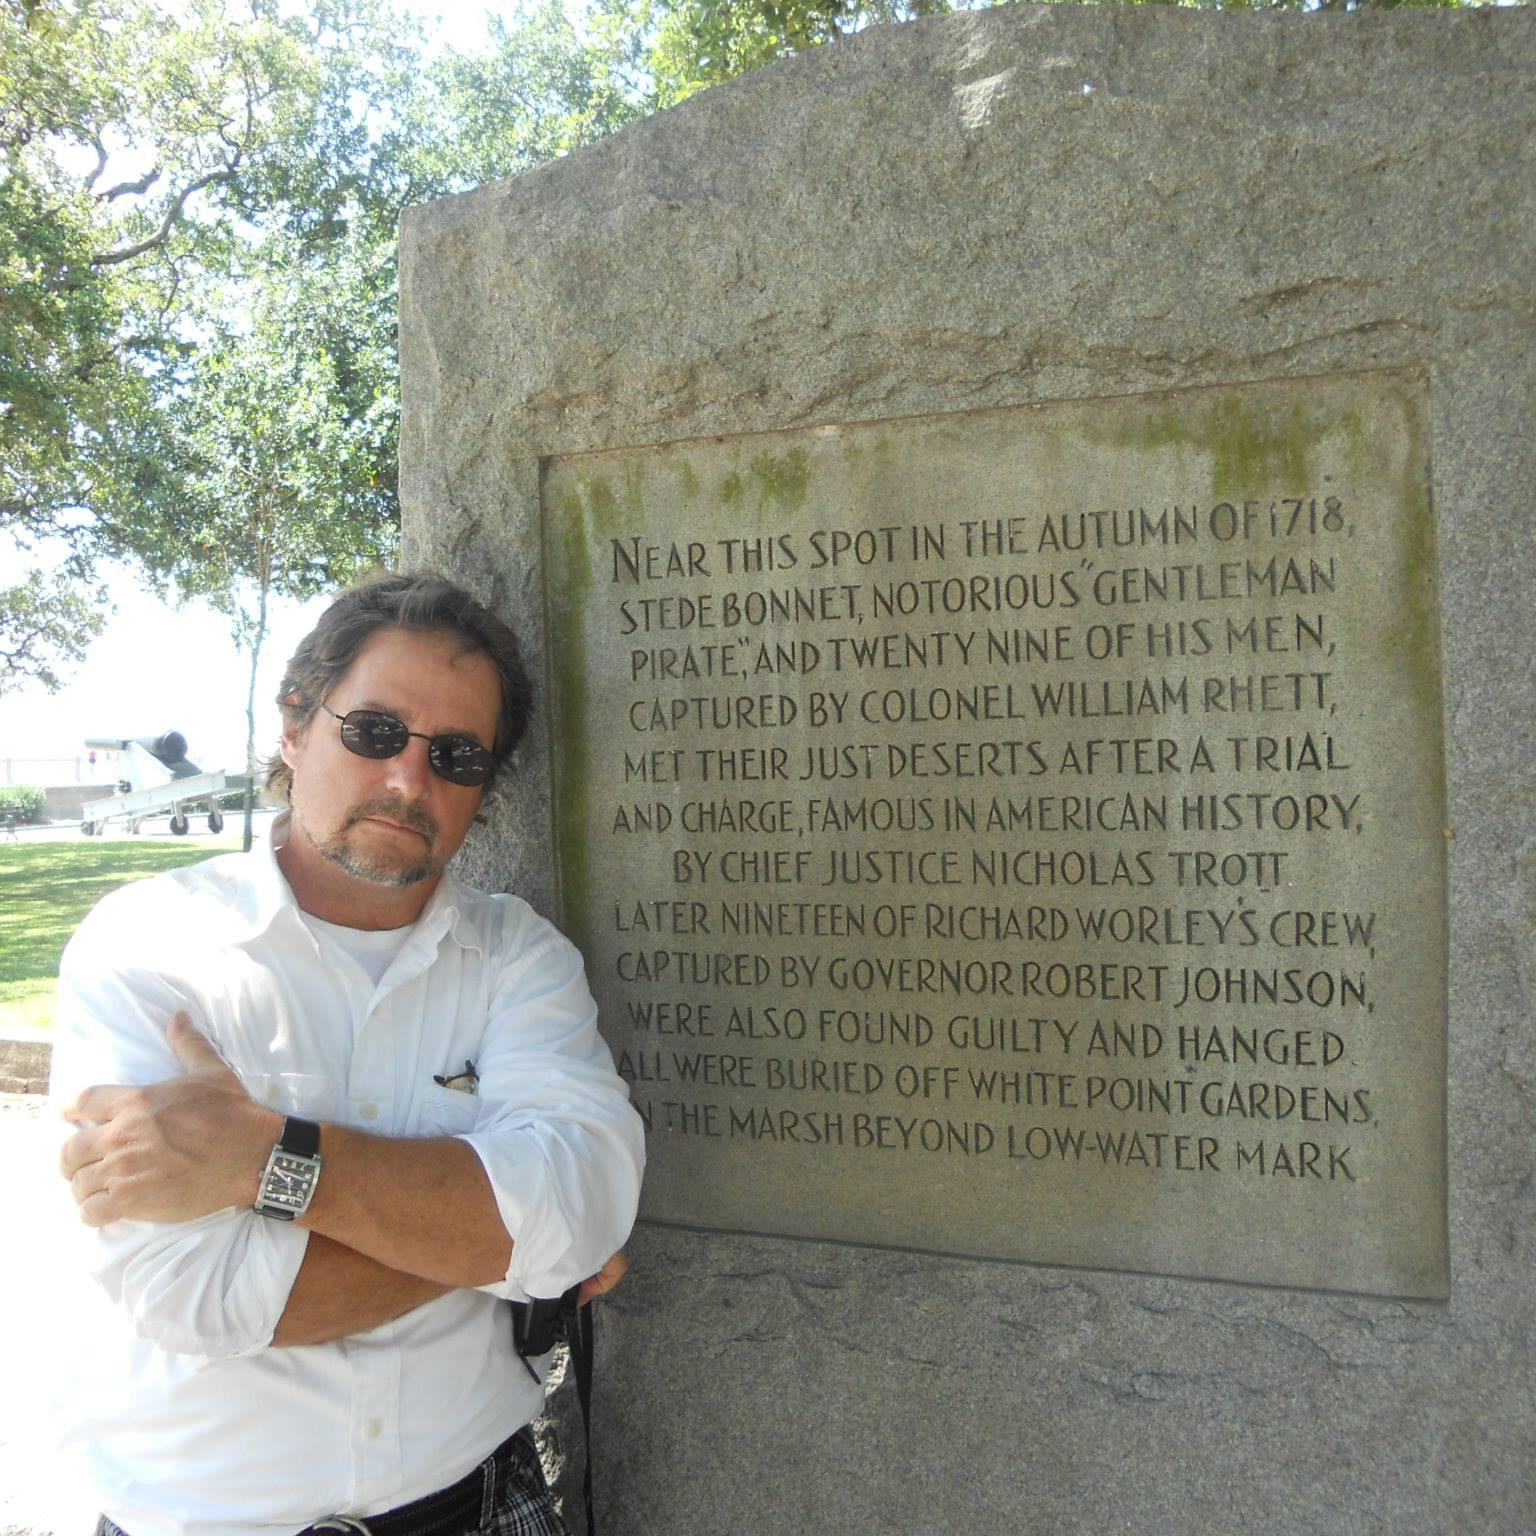 NEAR THIS SPOT IN THE AUTUMN OF 1718,
STEDE BONNET, NOTORIOUS "GENTLEMAN
PIRATE," AND TWENTY NINE OF HIS MEN,
CAPTURED BY COLONEL WILLIAM RHETT,
MET THEIR JUST DESERTS AFTER A TRIAL
AND CHARGE, FAMOUS IN AMERICAN HISTORY,
BY CHIEF JUSTICE NICHOLAS TROTT
LATER NINETEEN OF RICHARD WORLEY'S CREW,
CAPTURED BY GOVERNOR ROBERT JOHNSON,
WERE ALSO FOUND GUILTY AND HANGED.
ALL WERE BURIED OFF WHITE POINT GARDENS,
IN THE MARSH BEYOND LOW-WATER MARK